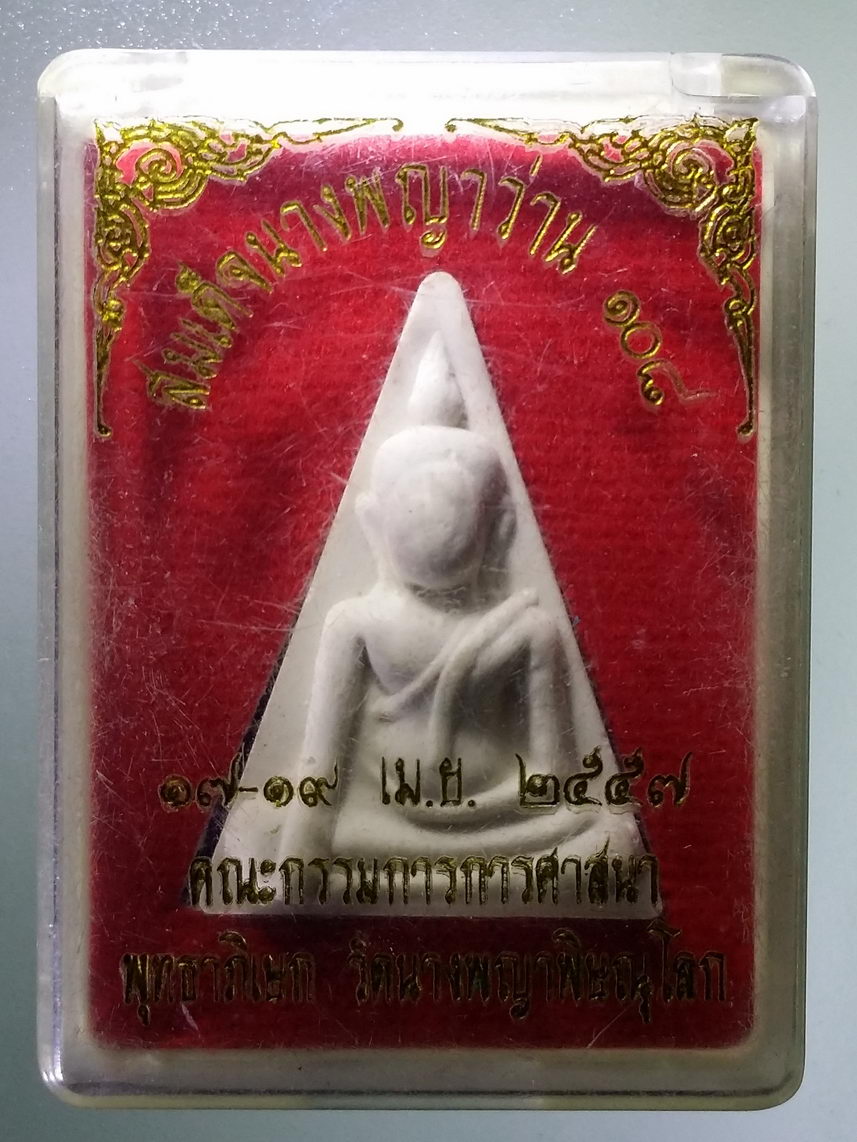 สมเด็จนางพญาว่าน ๑๐๘
๑๗-๑๙ เม.ย. ๒๕๕๗
คณะกรรมการการศาสนา
พุทธาภิเษก วัดนางพญาพิษณุโลก